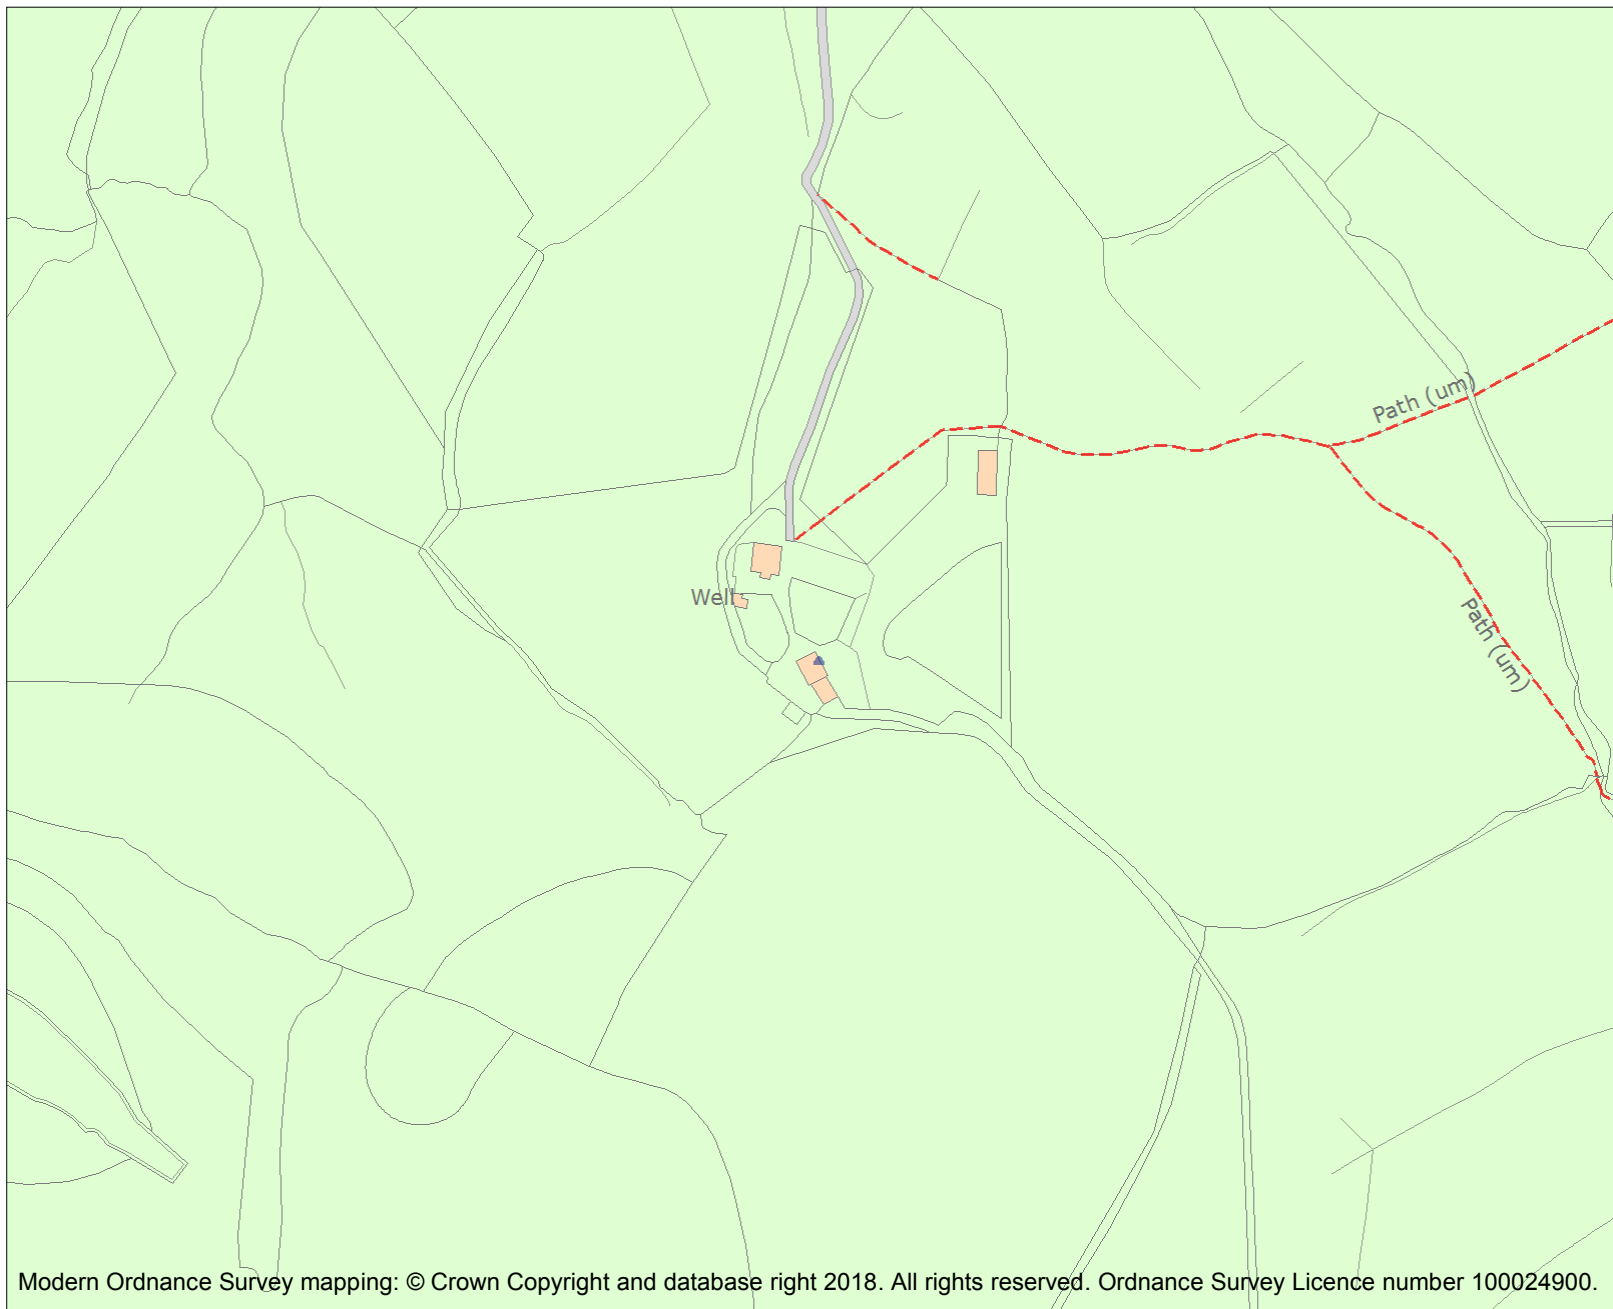 Path (um)
Well
Path (um)
Modern Ordnance Survey mapping: © Crown Copyright and database right 2018. All rights reserved. Ordnance Survey Licence number 100024900.